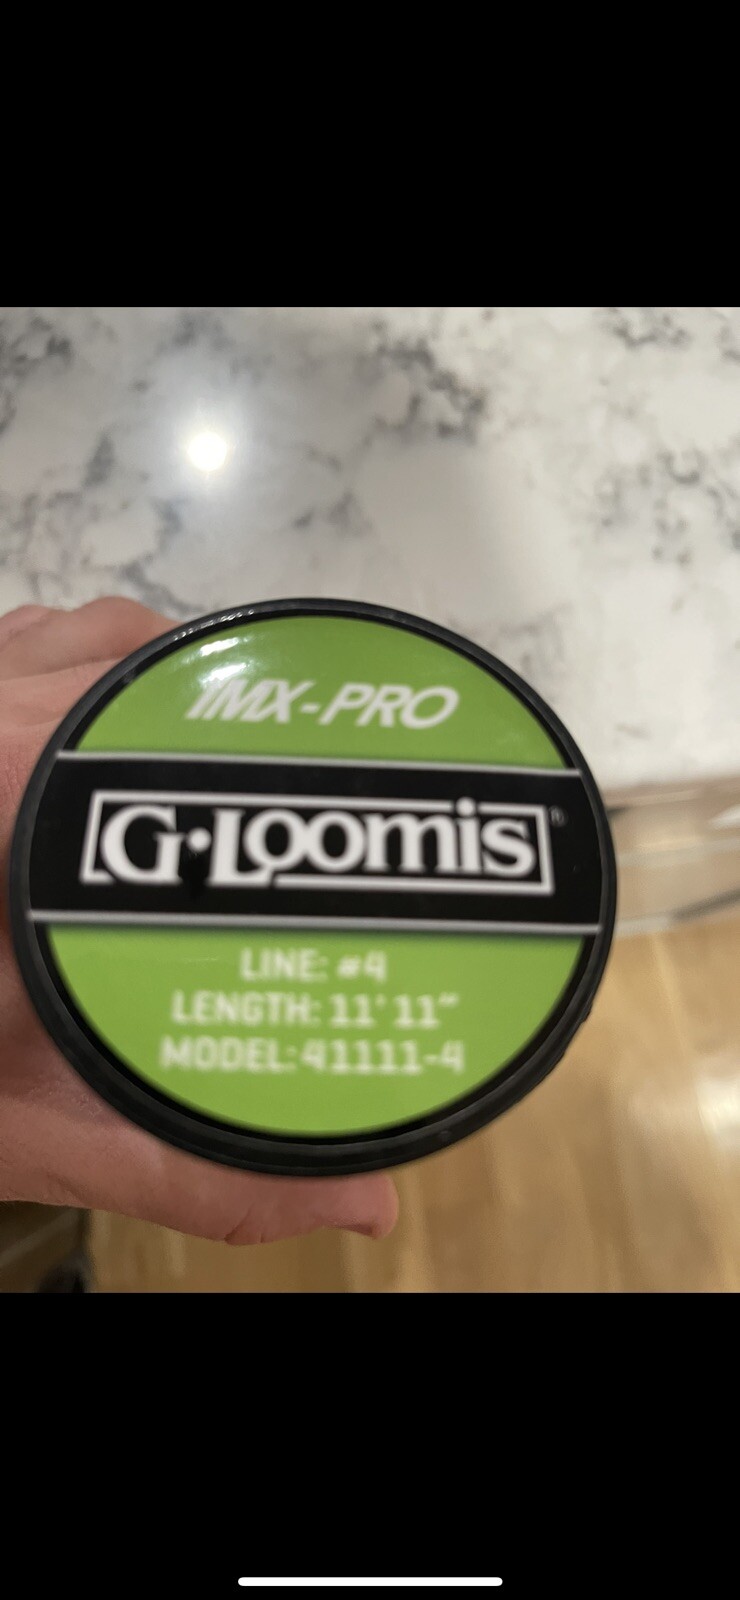 IMX-PRO
G·Loomis®
LINE: #4
LENGTH: 11' 11"
MODEL: 41111-4